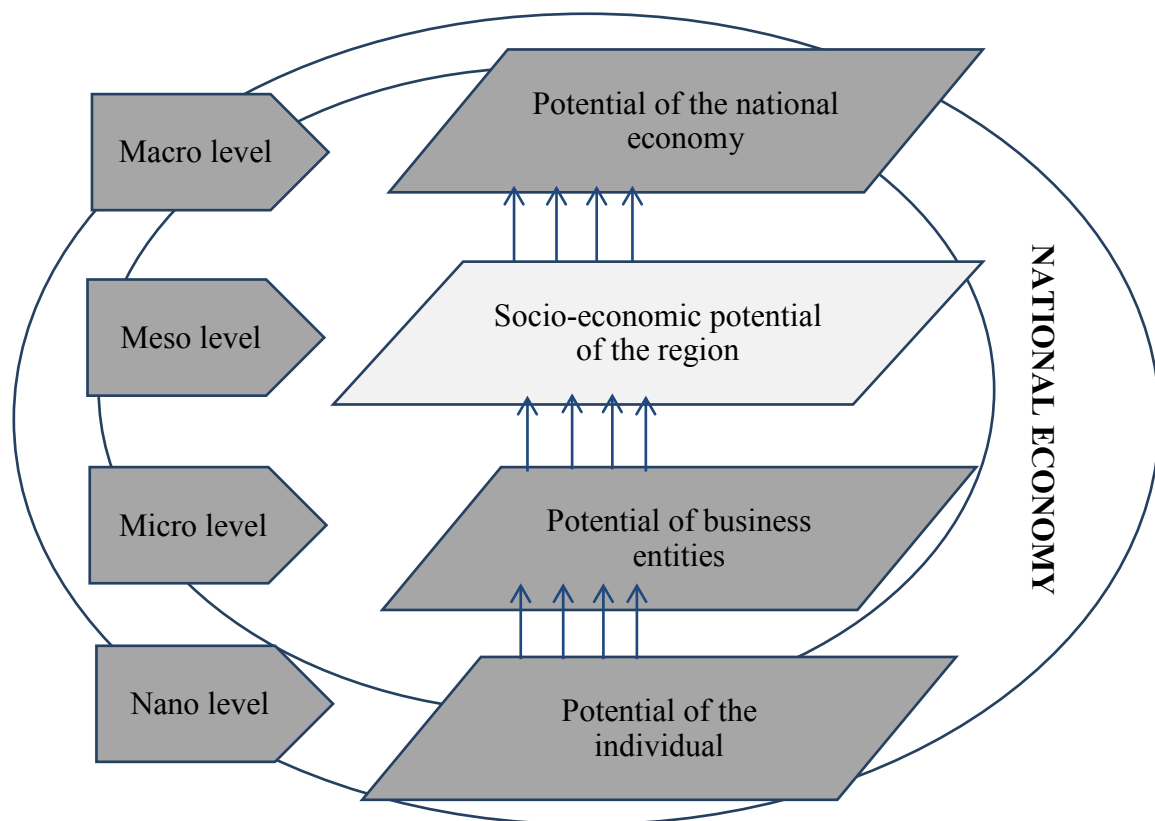 Macro level
Potential of the national
economy
Meso level
Socio-economic potential
of the region
Micro level
Potential of business
entities
Nano level
Potential of the
individual
NATIONAL ECONOMY